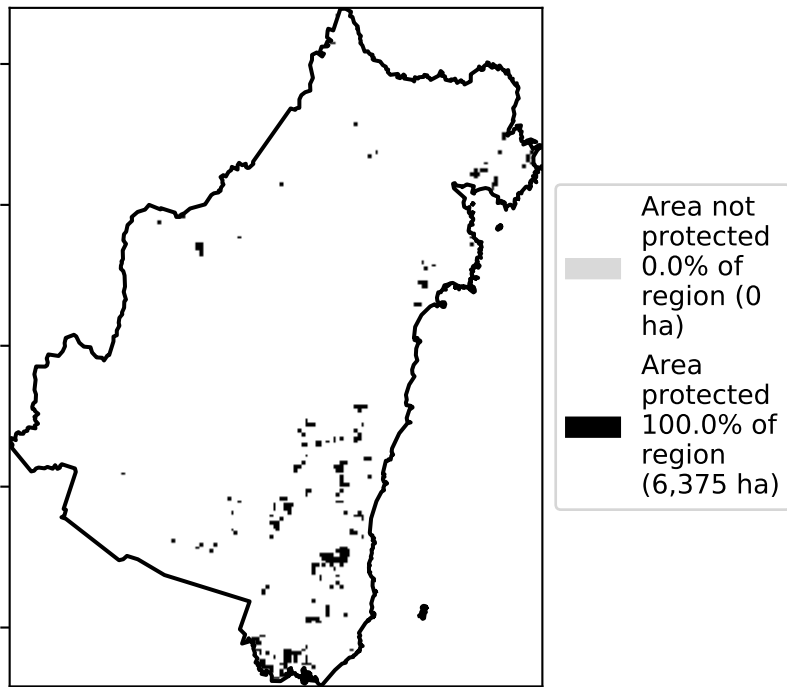 Area not
protected
0.0% of
region (0
ha)
Area
protected
100.0% of
region
(6,375 ha)